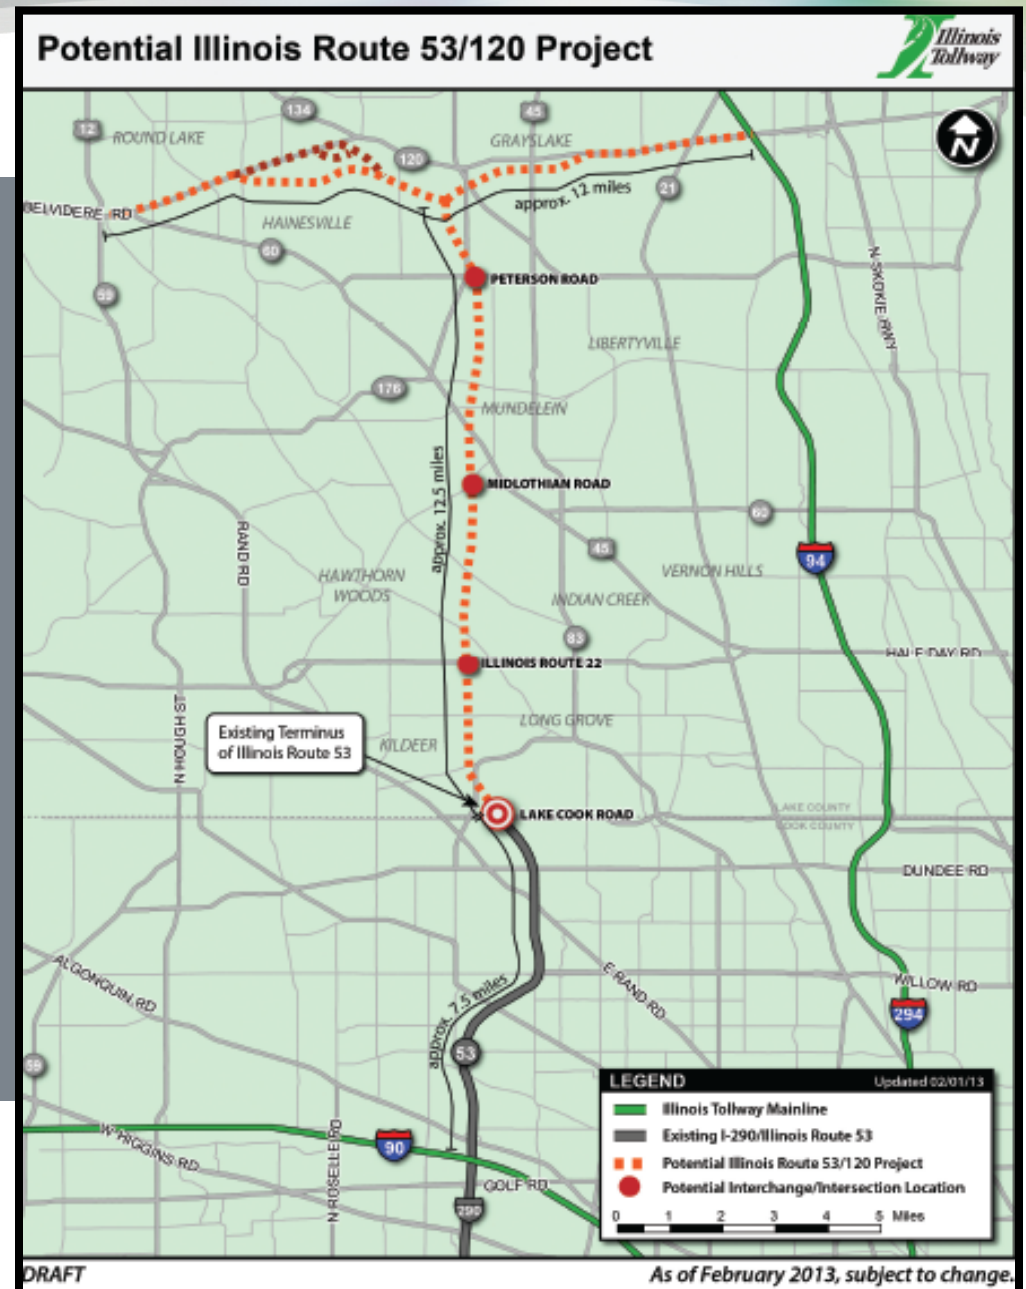 Potential Illinois Route 53/120 Project
Illinois
Tollway
12
ROUND LAKE
134
45
GRAYSLAKE
120
N
21
approx. 12 miles
BELVIDERE RD
HAINESVILLE
60
59
PETERSON ROAD
N SKOKIE HWY
LIBERTYVILLE
176
MUNDELEIN
approx. 12.5 miles
MIDLOTHIAN ROAD
60
RAND RD
45
94
HAWTHORN
WOODS
VERNON HILLS
INDIAN CREEK
83
HALF DAY RD
ILLINOIS ROUTE 22
N HOUGH ST
LONG GROVE
Existing Terminus
of Illinois Route 53
KILDEER
LAKE COOK ROAD
LAKE COUNTY
COOK COUNTY
DUNDEE RD
ALGONQUIN RD
E RAND RD
WILLOW RD
approx. 7.5 miles
294
53
59
LEGEND
Updated 02/01/13
Illinois Tollway Mainline
Existing I-290/Illinois Route 53
Potential Illinois Route 53/120 Project
Potential Interchange/Intersection Location
0 1 2 3 4 5 Miles
W HIGGINS RD
N ROSELLE RD
90
GOLF RD
290
DRAFT
As of February 2013, subject to change.